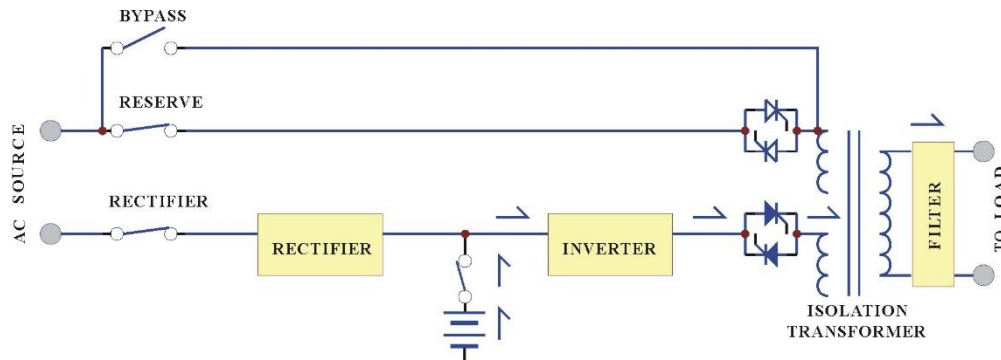 BYPASS
RESERVE
AC SOURCE
RECTIFIER
RECTIFIER
INVERTER
FILTER
TO LOAD
ISOLATION
TRANSFORMER